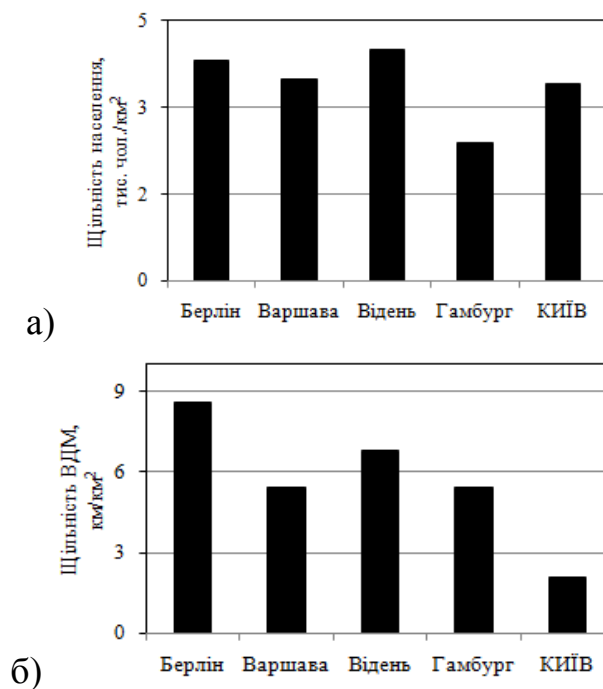 Щільність населення,
тис. чол./км²
5
3
2
0
Берлін Варшава Відень Гамбург КИЇВ
а)
Щільність ВДМ,
км/км²
9
6
3
0
Берлін Варшава Відень Гамбург КИЇВ
б)